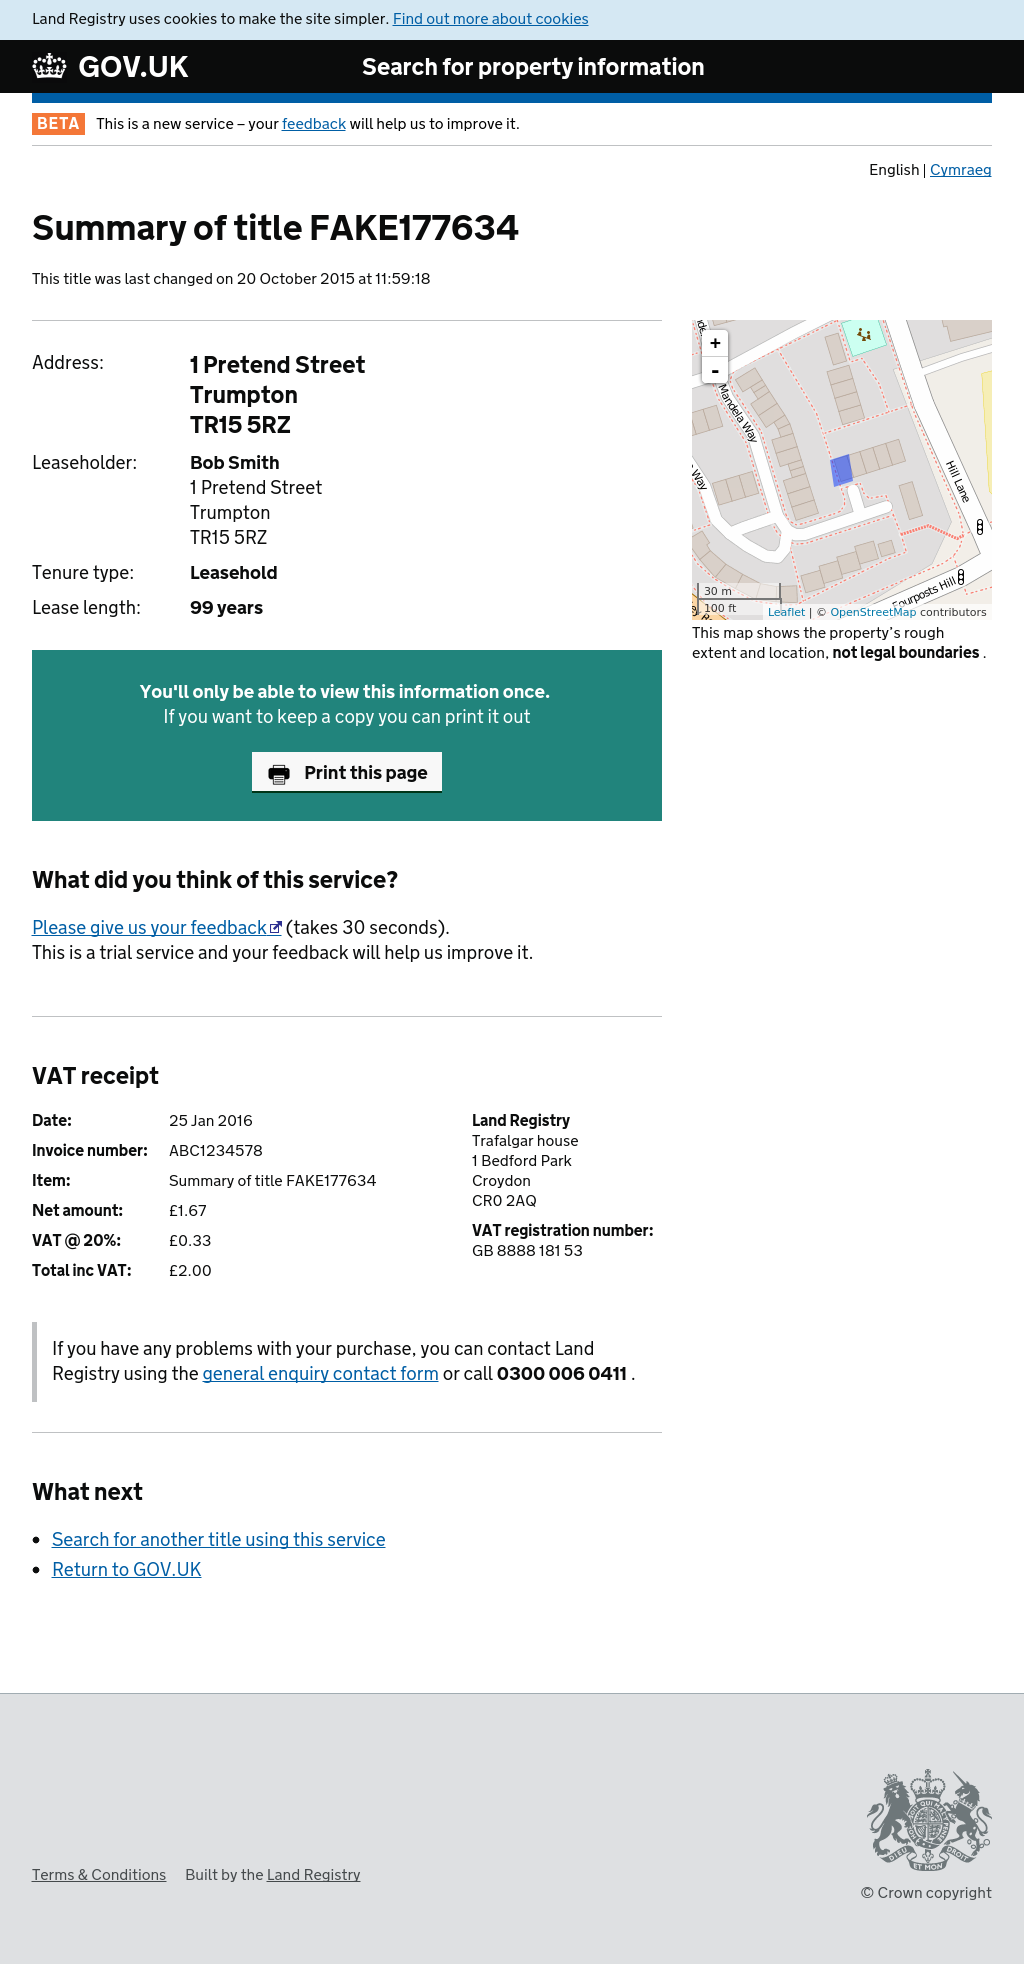 Land Registry uses cookies to make the site simpler. Find out more about cookies
GOV.UK
Search for property information
BETA This is a new service – your feedback will help us to improve it.
English | Cymraeg
Summary of title FAKE177634
This title was last changed on 20 October 2015 at 11:59:18
Address:
1 Pretend Street
Trumpton
TR15 5RZ
Leaseholder:
Bob Smith
1 Pretend Street
Trumpton
TR15 5RZ
Tenure type:
Leasehold
Lease length:
99 years
+
-
Mandela Way
Way
Hill Lane
Fourposts Hill
30 m
100 ft
Leaflet | © OpenStreetMap contributors
This map shows the property’s rough
extent and location, not legal boundaries .
You'll only be able to view this information once.
If you want to keep a copy you can print it out
Print this page
What did you think of this service?
Please give us your feedback (takes 30 seconds).
This is a trial service and your feedback will help us improve it.
VAT receipt
Date: 25 Jan 2016
Invoice number: ABC1234578
Item: Summary of title FAKE177634
Net amount: £1.67
VAT @ 20%: £0.33
Total inc VAT: £2.00
Land Registry
Trafalgar house
1 Bedford Park
Croydon
CR0 2AQ
VAT registration number:
GB 8888 181 53
If you have any problems with your purchase, you can contact Land
Registry using the general enquiry contact form or call 0300 006 0411 .
What next
Search for another title using this service
Return to GOV.UK
Terms & Conditions
Built by the Land Registry
DIEU ET MON DROIT
© Crown copyright